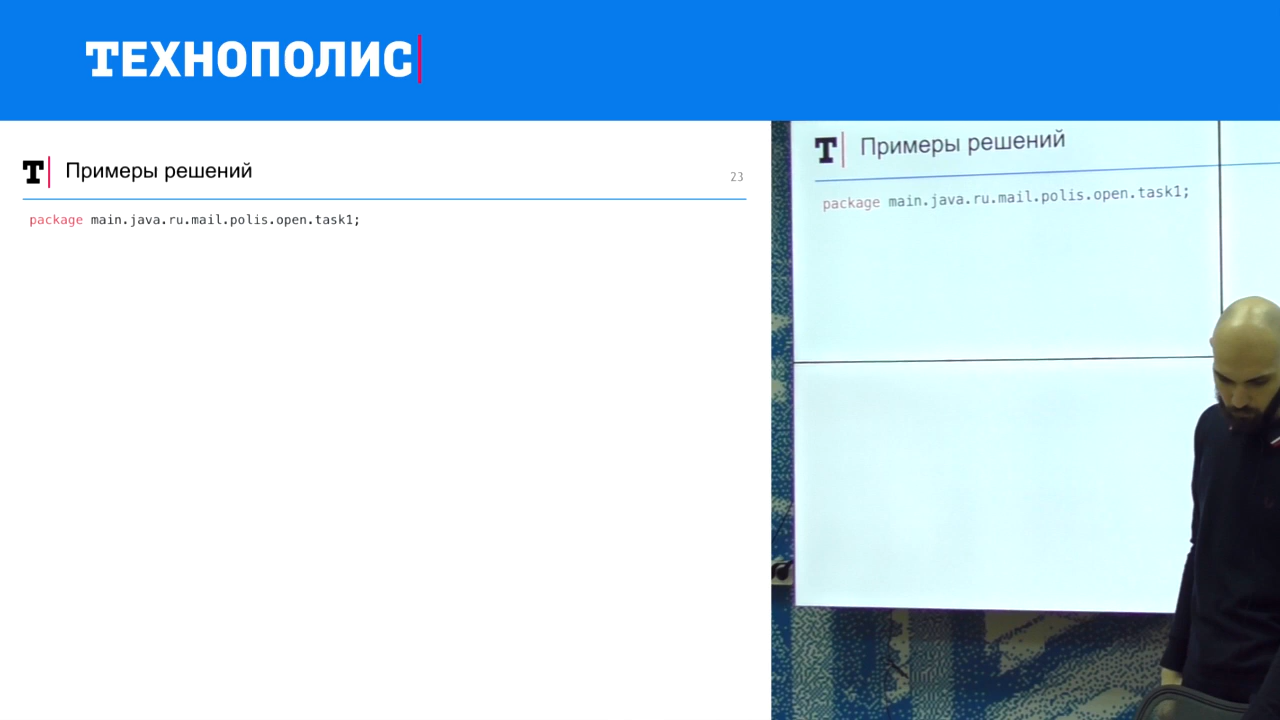 ТЕХНОПОЛИС
Т Примеры решений
23
package main.java.ru.mail.polis.open.task1;
Т Примеры решений
package main.java.ru.mail.polis.open.task1;